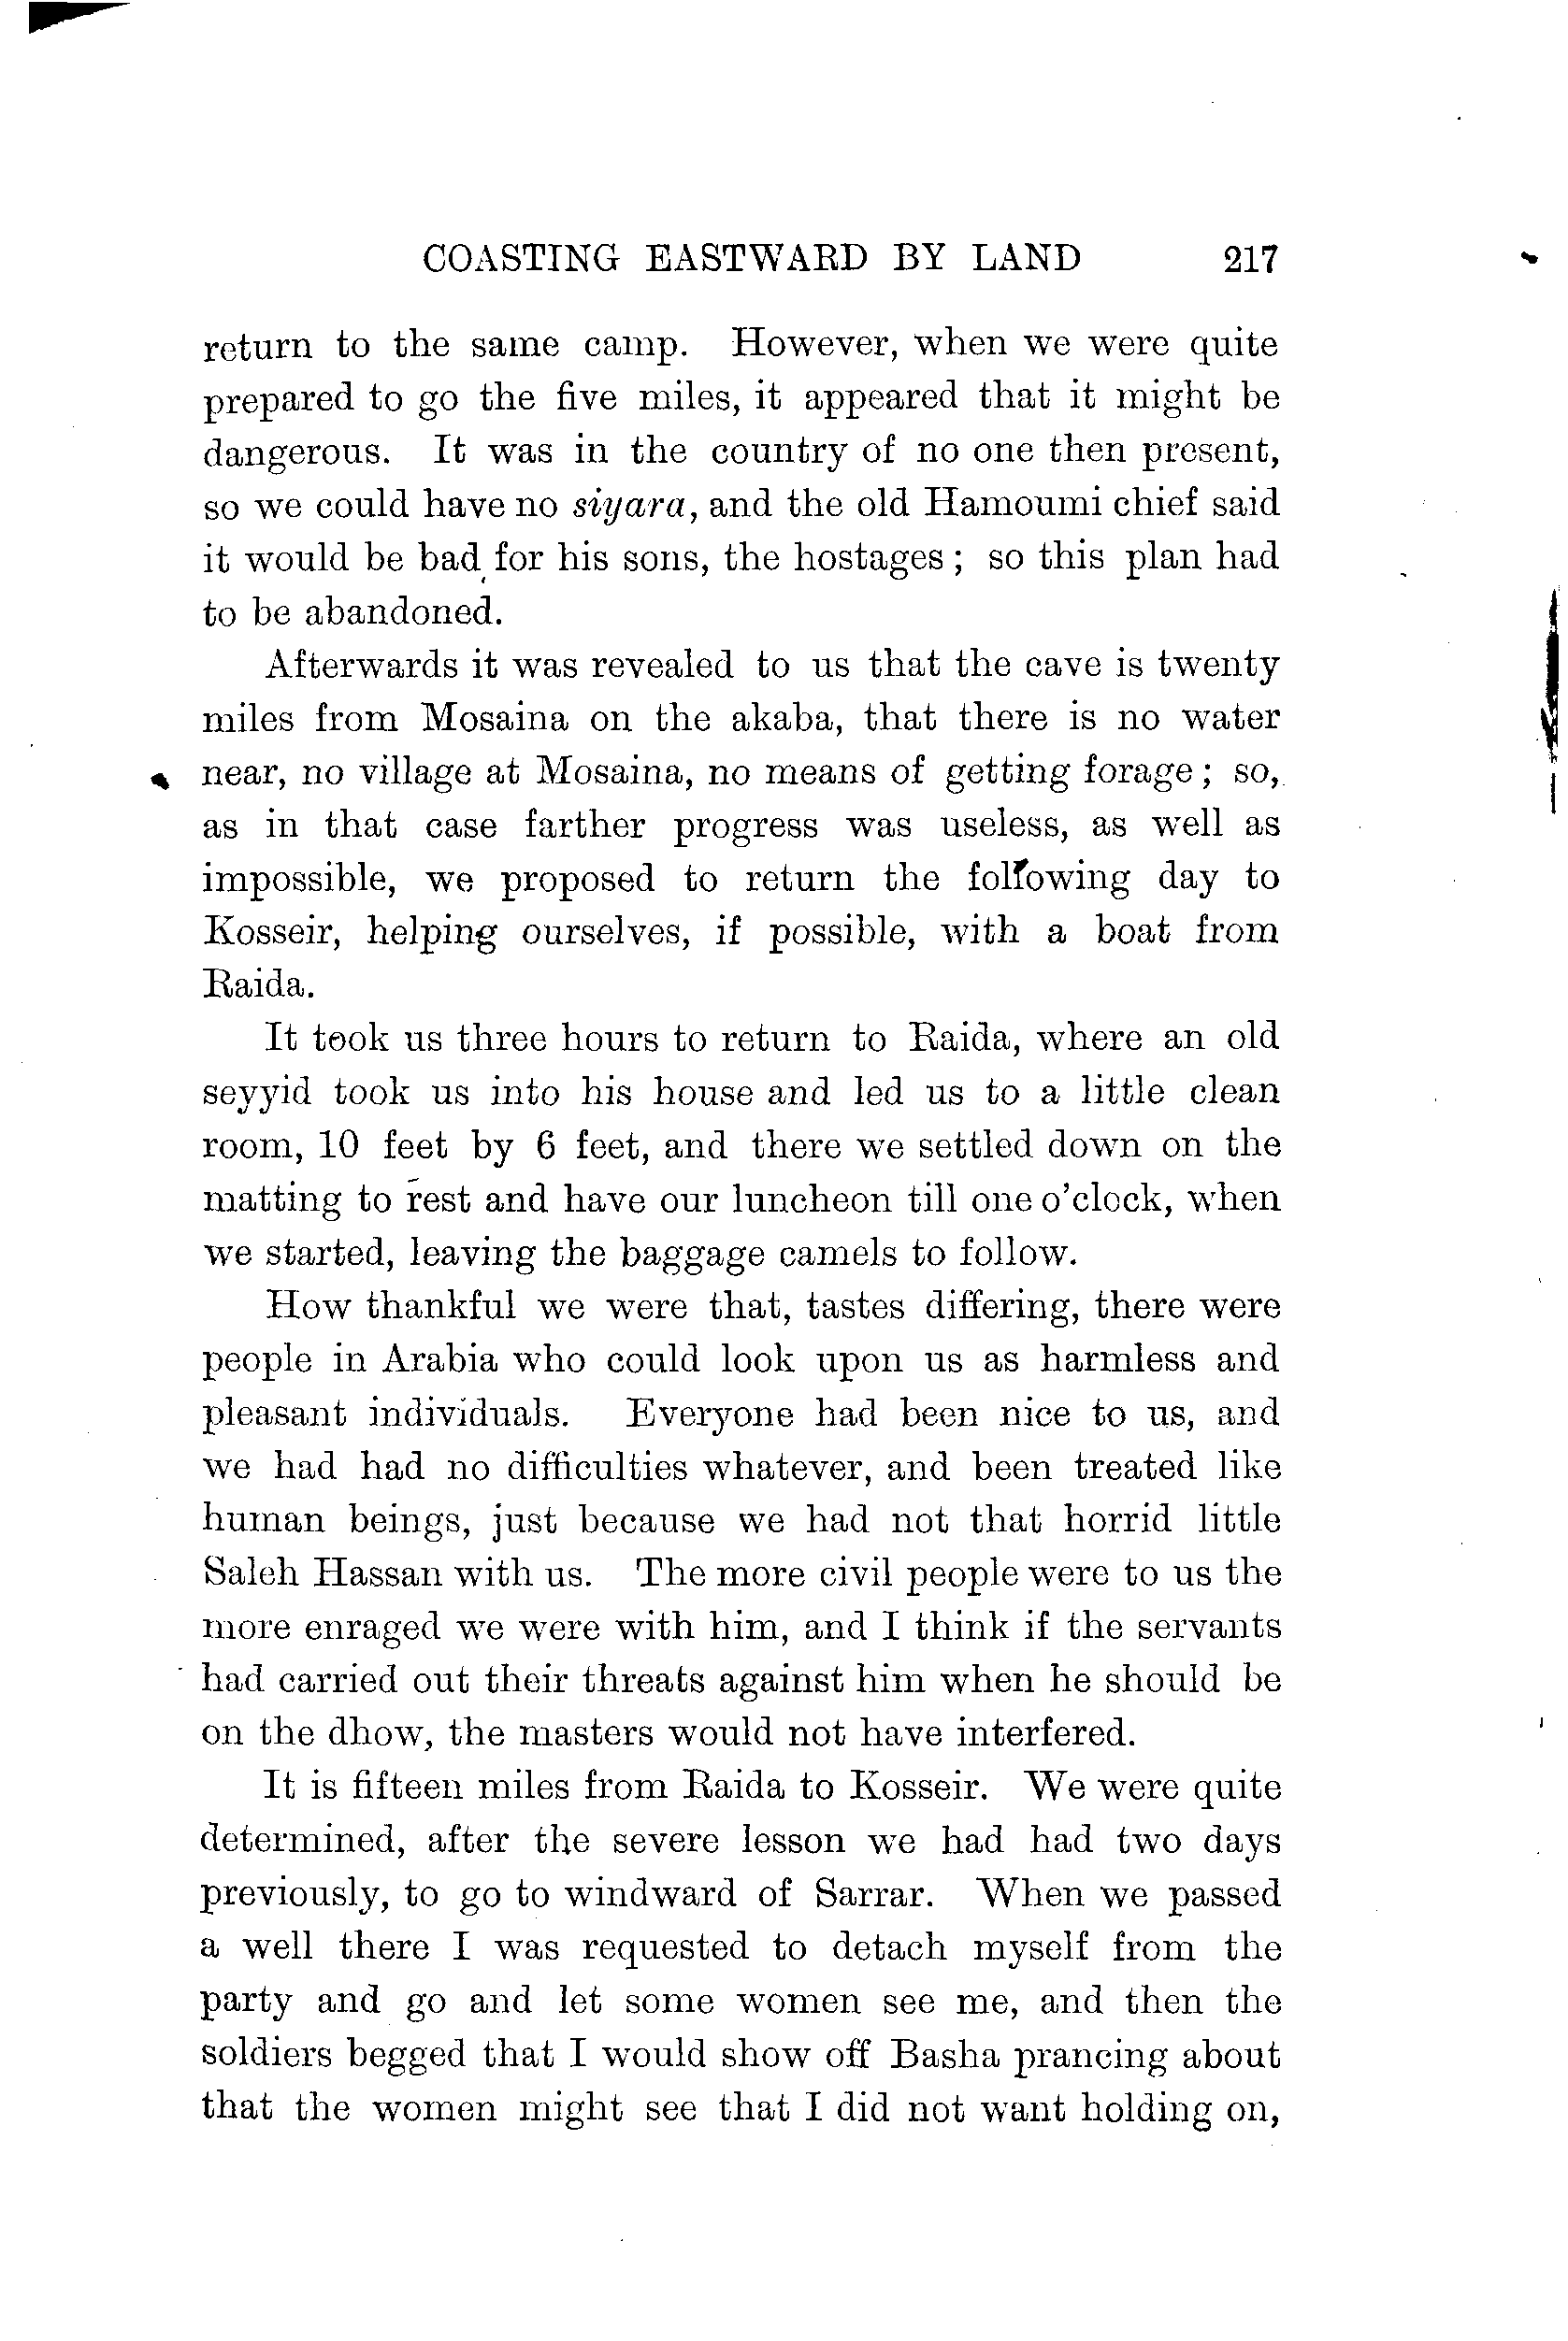 COASTING EASTWARD BY LAND 217
return to the same camp. However, when we were quite
prepared to go the five miles, it appeared that it might be
dangerous. It was in the country of no one then present,
so we could have no siyara, and the old Hamoumi chief said
it would be bad for his sons, the hostages ; so this plan had
to be abandoned.
Afterwards it was revealed to us that the cave is twenty
miles from Mosaina on the akaba, that there is no water
near, no village at Mosaina, no means of getting forage ; so,
as in that case farther progress was useless, as well as
impossible, we proposed to return the following day to
Kosseir, helping ourselves, if possible, with a boat from
Raida.
It took us three hours to return to Raida, where an old
seyyid took us into his house and led us to a little clean
room, 10 feet by 6 feet, and there we settled down on the
matting to rest and have our luncheon till one o'clock, when
we started, leaving the baggage camels to follow.
How thankful we were that, tastes differing, there were
people in Arabia who could look upon us as harmless and
pleasant individuals. Everyone had been nice to us, and
we had had no difficulties whatever, and been treated like
human beings, just because we had not that horrid little
Saleh Hassan with us. The more civil people were to us the
more enraged we were with him, and I think if the servants
had carried out their threats against him when he should be
on the dhow, the masters would not have interfered.
It is fifteen miles from Raida to Kosseir. We were quite
determined, after the severe lesson we had had two days
previously, to go to windward of Sarrar. When we passed
a well there I was requested to detach myself from the
party and go and let some women see me, and then the
soldiers begged that I would show off Basha prancing about
that the women might see that I did not want holding on,